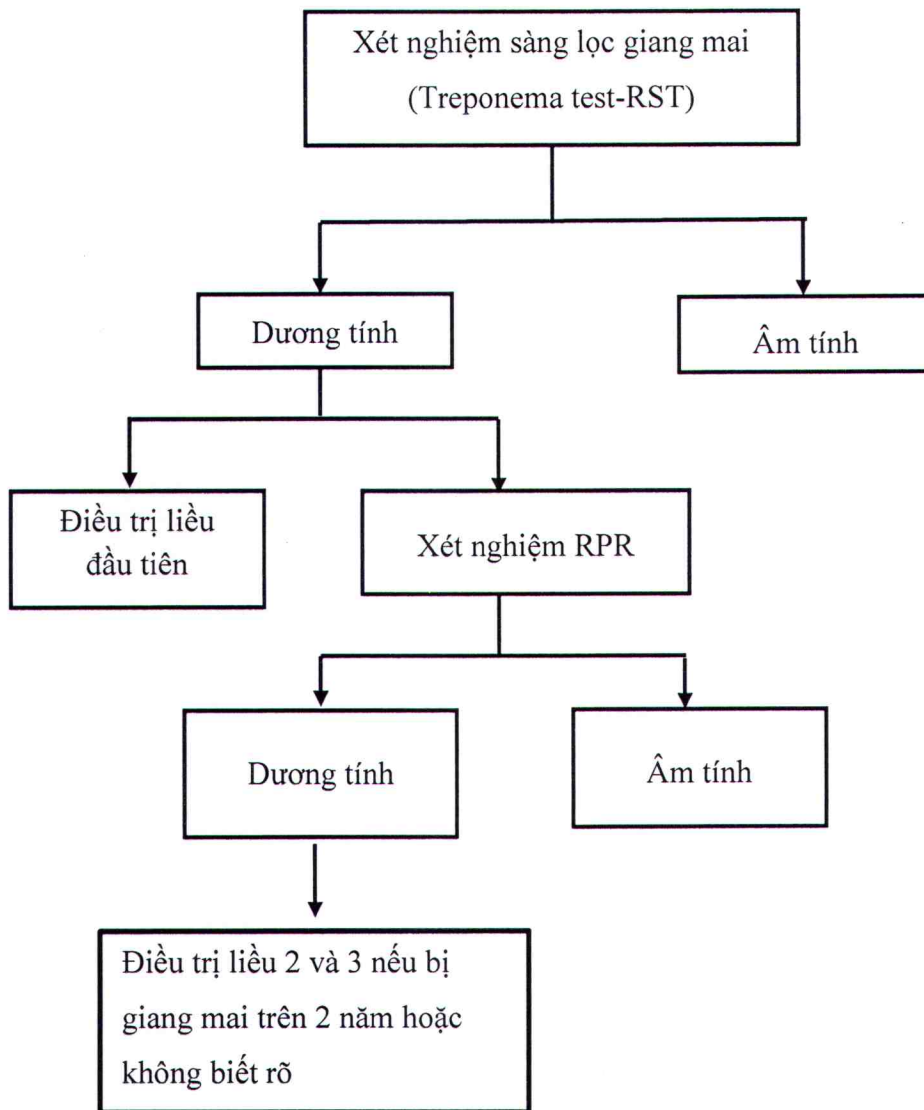 Xét nghiệm sàng lọc giang mai
(Treponema test-RST)
Dương tính
Âm tính
Điều trị liều
đầu tiên
Xét nghiệm RPR
Dương tính
Âm tính
Điều trị liều 2 và 3 nếu bị
giang mai trên 2 năm hoặc
không biết rõ